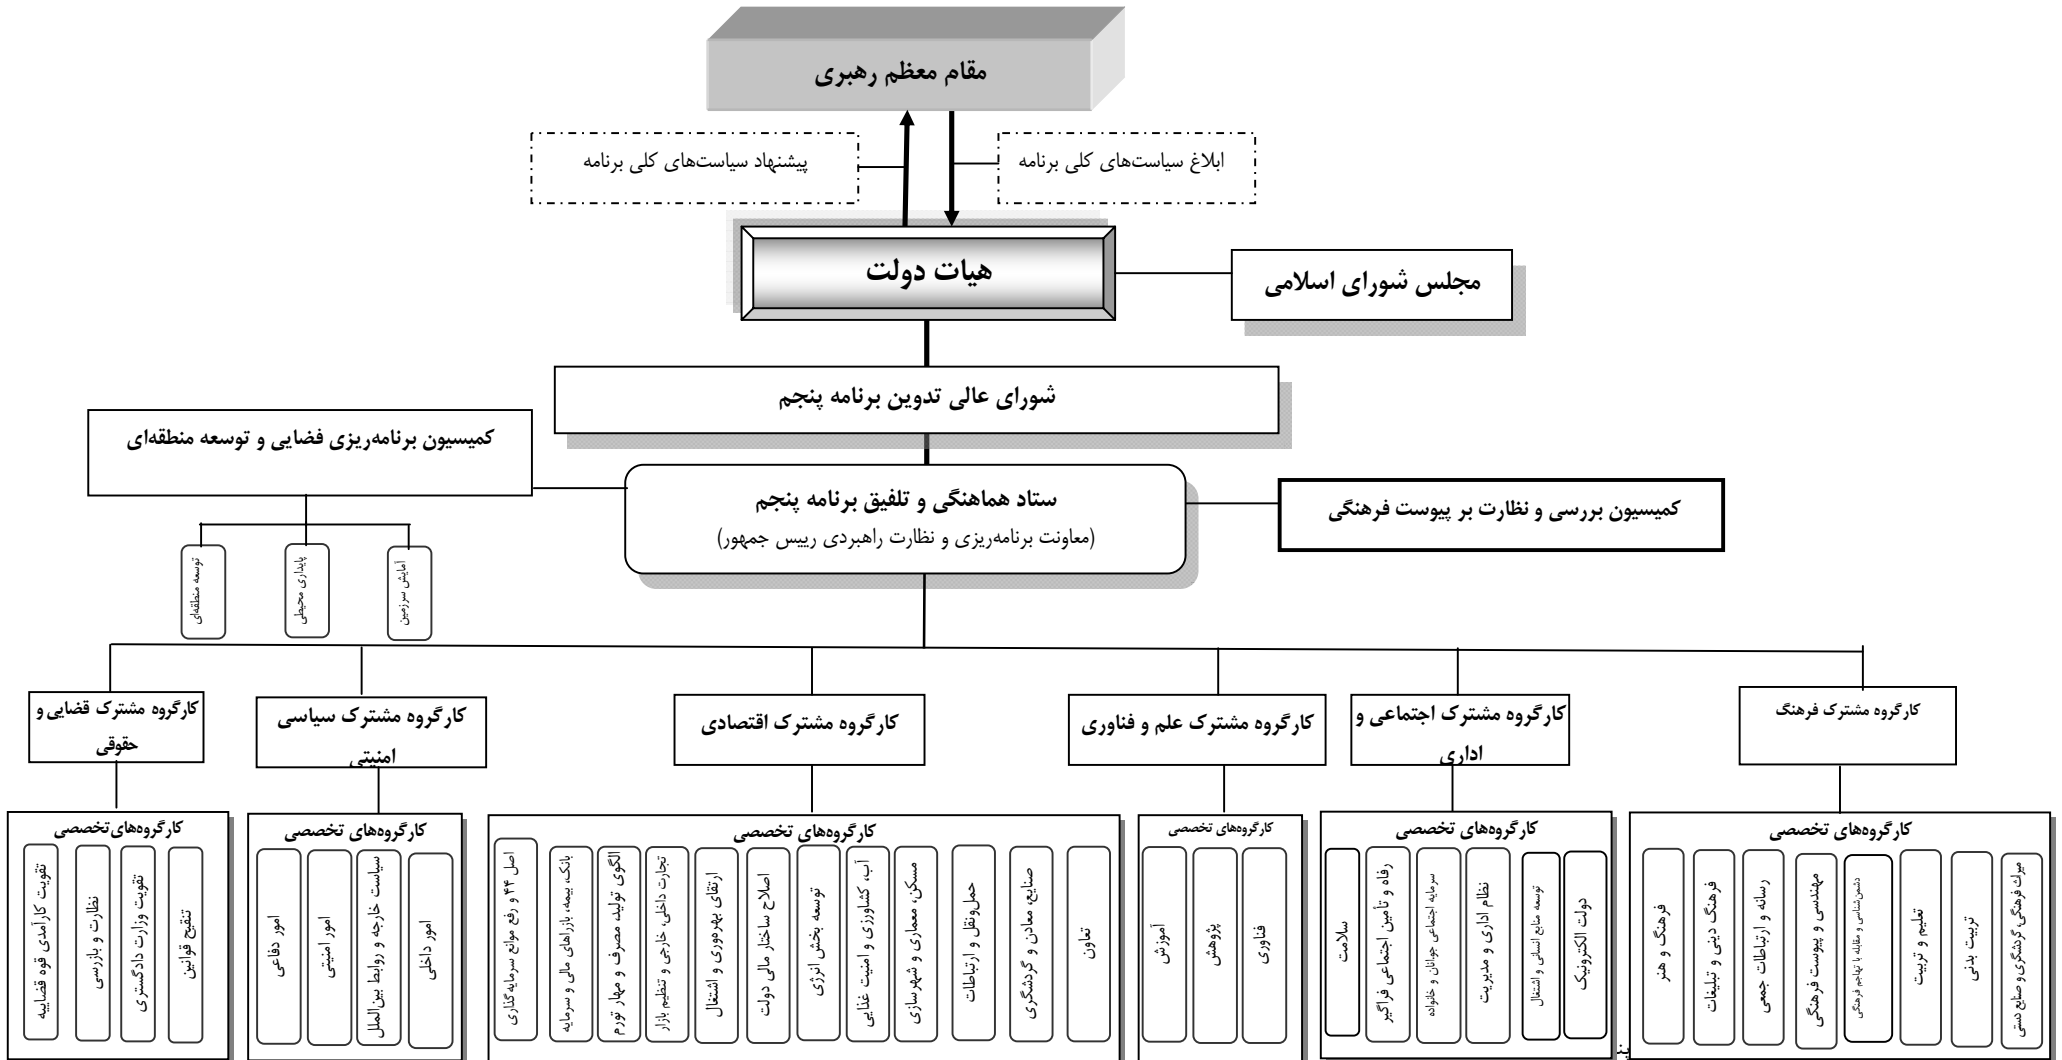 مقام معظم رهبری
ابلاغ سیاست‌های کلی برنامه
پیشنهاد سیاست‌های کلی برنامه
هیات دولت
مجلس شورای اسلامی
شورای عالی تدوین برنامه پنجم
کمیسیون برنامه‌ریزی فضایی و توسعه منطقه‌ای
ستاد هماهنگی و تلفیق برنامه پنجم
(معاونت برنامه‌ریزی و نظارت راهبردی رییس جمهور)
کمیسیون بررسی و نظارت بر پیوست فرهنگی
آمایش سرزمین
پایداری محیطی
توسعه منطقه‌ای
کارگروه مشترک فرهنگ
کارگروه مشترک اجتماعی و
اداری
کارگروه مشترک علم و فناوری
کارگروه مشترک اقتصادی
کارگروه مشترک سیاسی
امنیتی
کارگروه مشترک قضایی و
حقوقی
کارگروه‌های تخصصی
میراث فرهنگی، گردشگری و صنایع دستی
تربیت بدنی
تعلیم و تربیت
دشمن‌شناسی و مقابله با تهاجم فرهنگی
مهندسی و پیوست فرهنگی
رسانه و ارتباطات جمعی
فرهنگ دینی و تبلیغات
فرهنگ و هنر
کارگروه‌های تخصصی
دولت الکترونیک
توسعه منابع انسانی و اشتغال
نظام اداری و مدیریت
سرمایه اجتماعی جوانان و خانواده
رفاه و تأمین اجتماعی فراگیر
سلامت
کارگروه‌های تخصصی
فناوری
پژوهش
آموزش
کارگروه‌های تخصصی
تعاون
صنایع، معادن و گردشگری
حمل‌ونقل و ارتباطات
مسکن، معماری و شهرسازی
آب، کشاورزی و امنیت غذایی
توسعه بخش انرژی
اصلاح ساختار مالی دولت
ارتقای بهره‌وری و اشتغال
تجارت داخلی، خارجی و تنظیم بازار
الگوی تولید، مصرف و مهار تورم
بانک، بیمه، بازراهای مالی و سرمایه
اصل ۴۴ و رفع موانع سرمایه‌گذاری
کارگروه‌های تخصصی
امور داخلی
سیاست خارجه و روابط بین‌الملل
امور امنیتی
امور دفاعی
کارگروه‌های تخصصی
تنقیح قوانین
تقویت وزارت دادگستری
نظارت و بازرسی
تقویت کارآمدی قوه قضاییه